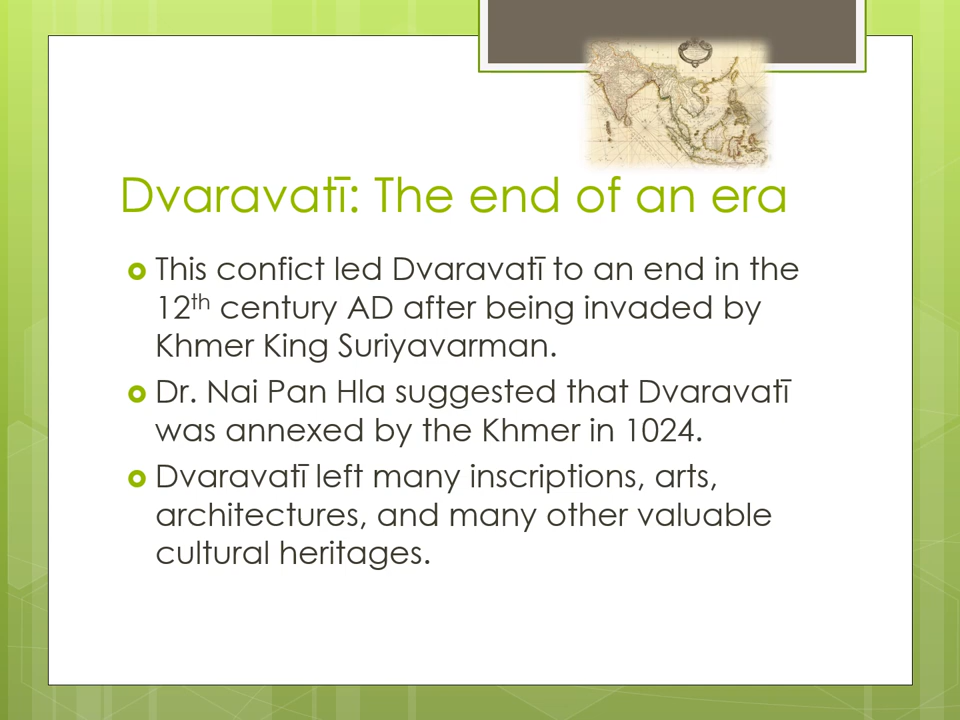 Dvaravatī: The end of an era
This confict led Dvaravatī to an end in the
12th century AD after being invaded by
Khmer King Suriyavarman.
Dr. Nai Pan Hla suggested that Dvaravatī
was annexed by the Khmer in 1024.
Dvaravatī left many inscriptions, arts,
architectures, and many other valuable
cultural heritages.